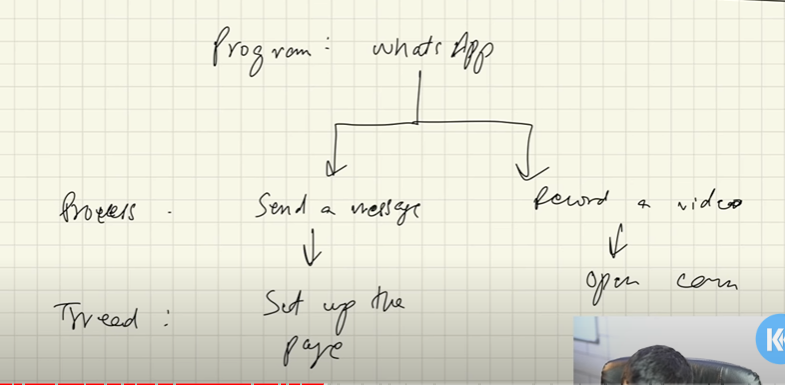 Program: whatsApp
Process. Send a message Record a video
Thread: Set up the page
open cam
K